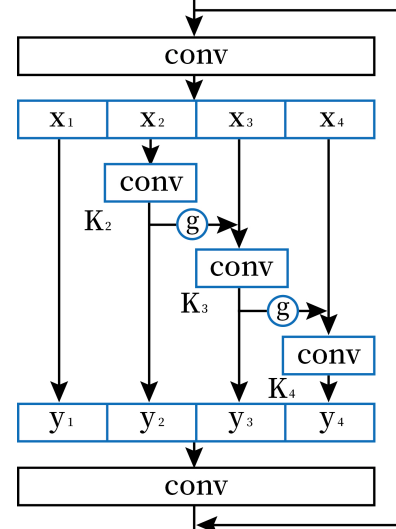 conv
x₁ x₂ x₃ x₄
conv
K₂ g
conv
K₃ g
conv
K₄
y₁ y₂ y₃ y₄
conv